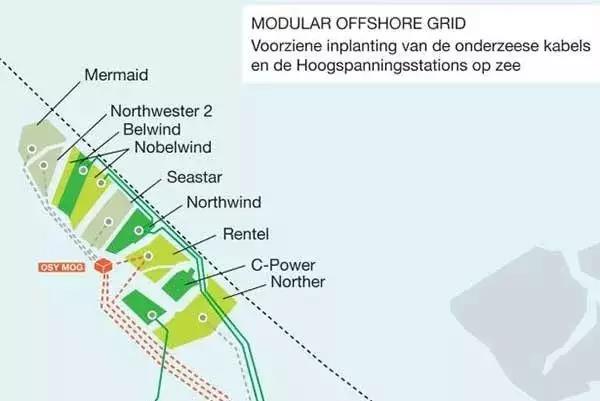 MODULAR OFFSHORE GRID
Voorziene inplanting van de onderzeese kabels
en de Hoogspanningsstations op zee
Mermaid
Northwester 2
Belwind
Nobelwind
Seastar
Northwind
Rentel
C-Power
Norther
OSY MOG